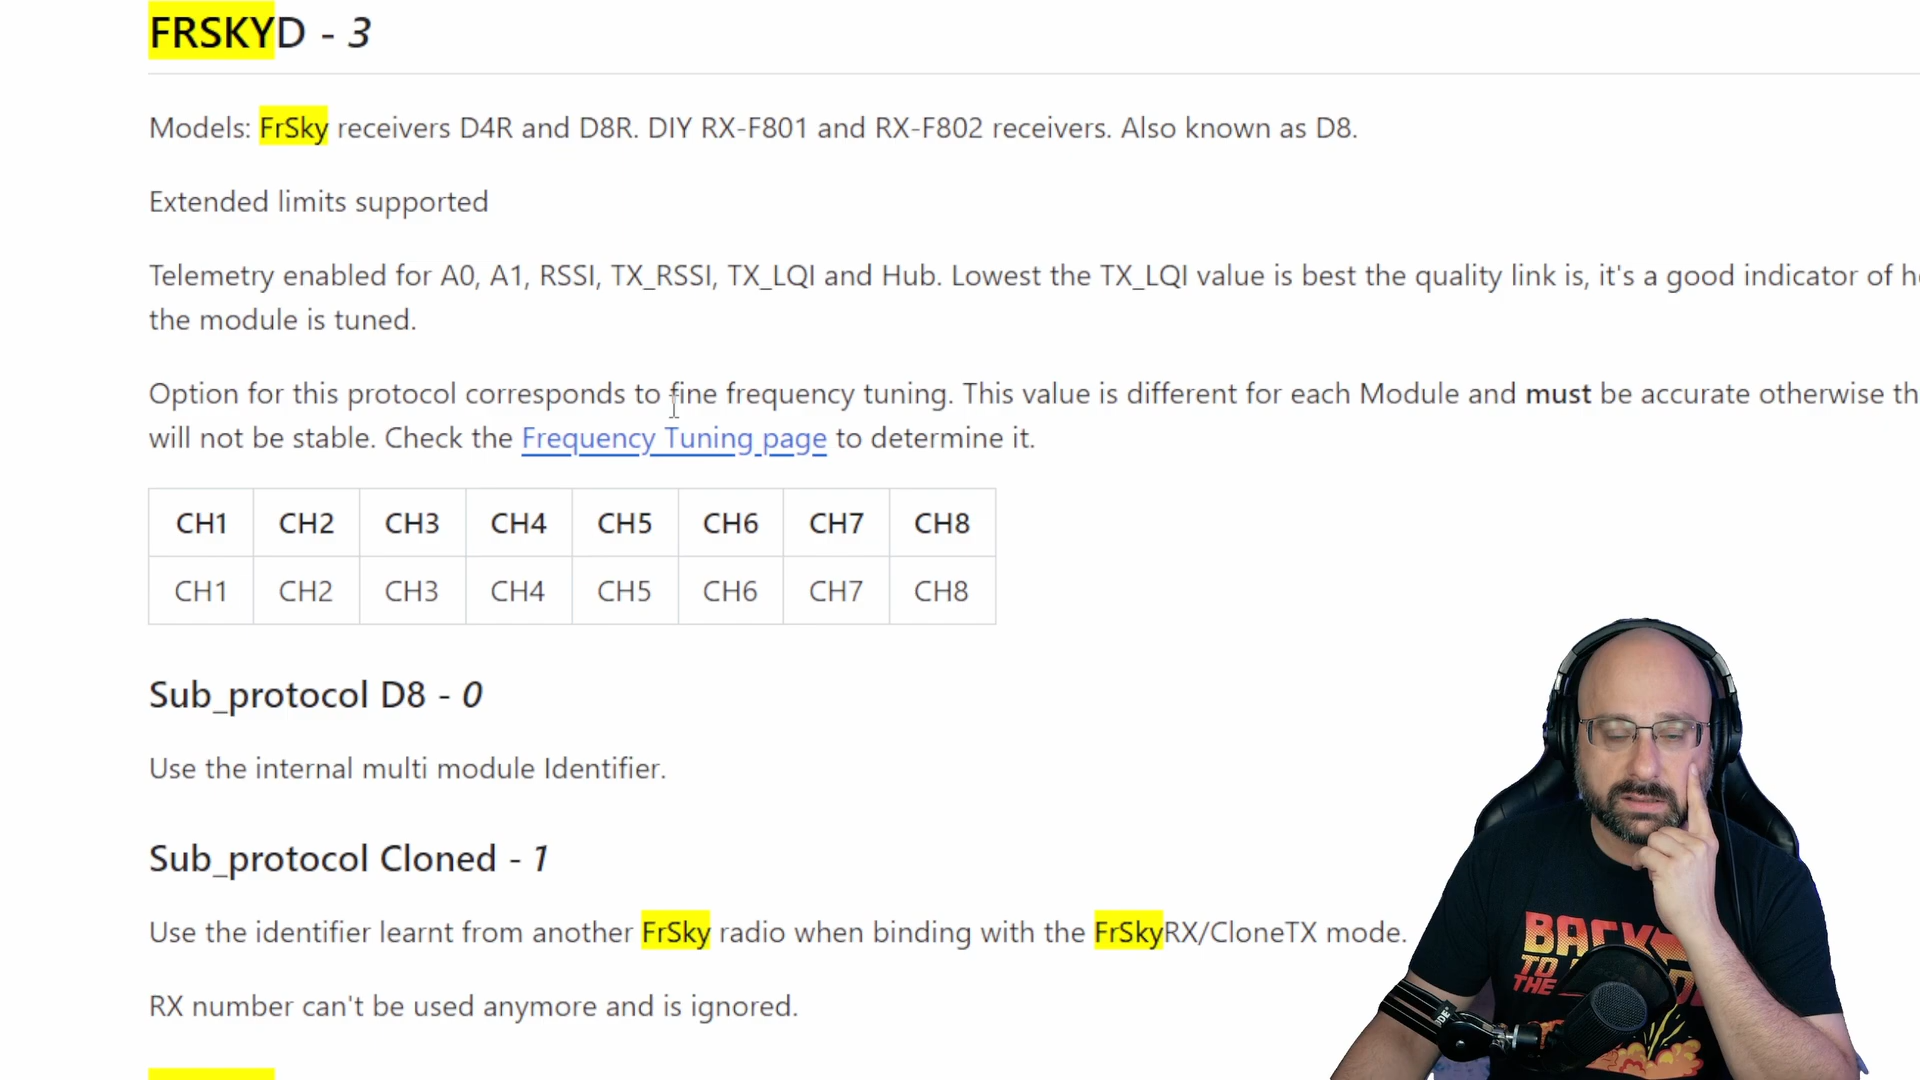 FRSKYD - 3
Models: FrSky receivers D4R and D8R. DIY RX-F801 and RX-F802 receivers. Also known as D8.
Extended limits supported
Telemetry enabled for A0, A1, RSSI, TX_RSSI, TX_LQI and Hub. Lowest the TX_LQI value is best the quality link is, it's a good indicator of
the module is tuned.
Option for this protocol corresponds to fine frequency tuning. This value is different for each Module and must be accurate otherwise
will not be stable. Check the Frequency Tuning page to determine it.
CH1 CH2 CH3 CH4 CH5 CH6 CH7 CH8
CH1 CH2 CH3 CH4 CH5 CH6 CH7 CH8
Sub_protocol D8 - 0
Use the internal multi module Identifier.
Sub_protocol Cloned - 1
Use the identifier learnt from another FrSky radio when binding with the FrSkyRX/CloneTX mode.
RX number can't be used anymore and is ignored.
BACK
TO
THE